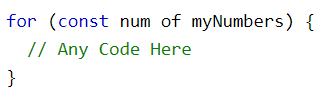 for (const num of myNumbers) {
  // Any Code Here
}